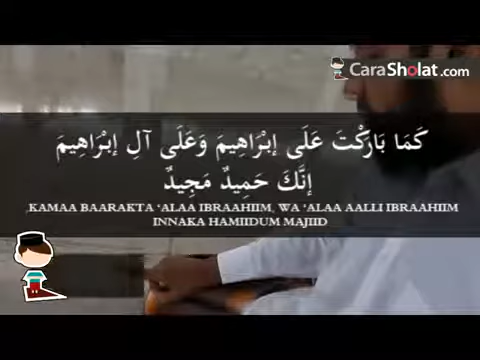 CaraSholat.com
كَمَا بَارَكْتَ عَلَى إِبْرَاهِيمَ وَعَلَى آلِ إِبْرَاهِيمَ
إِنَّكَ حَمِيدٌ مَجِيدٌ
KAMAA BAARAKTA ‘ALAA IBRAAHIIM, WA ‘ALAA AALLI IBRAAHIIM
INNAKA HAMIIDUM MAJIID